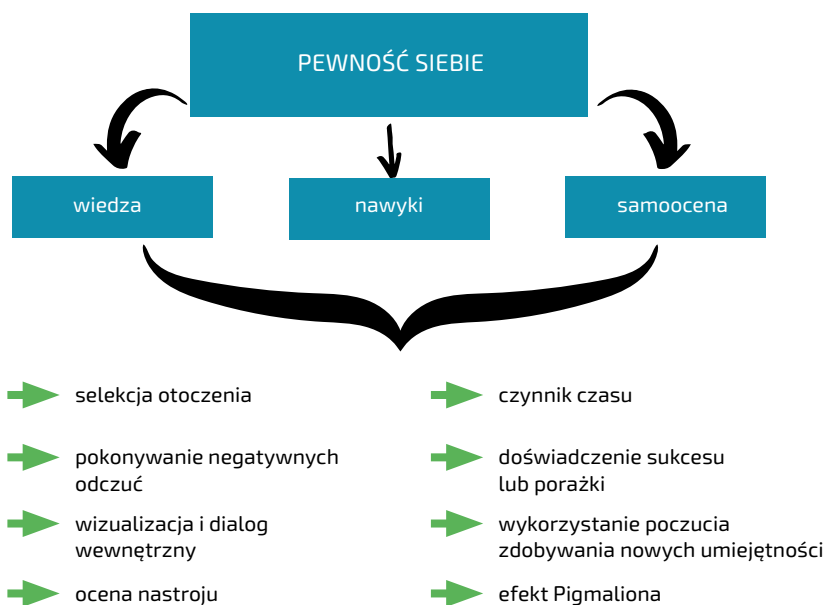 PEWNOŚĆ SIEBIE
wiedza
nawyki
samoocena
selekcja otoczenia
pokonywanie negatywnych
odczuć
wizualizacja i dialog
wewnętrzny
ocena nastroju
czynnik czasu
doświadczenie sukcesu
lub porażki
wykorzystanie poczucia
zdobywania nowych umiejętności
efekt Pigmaliona